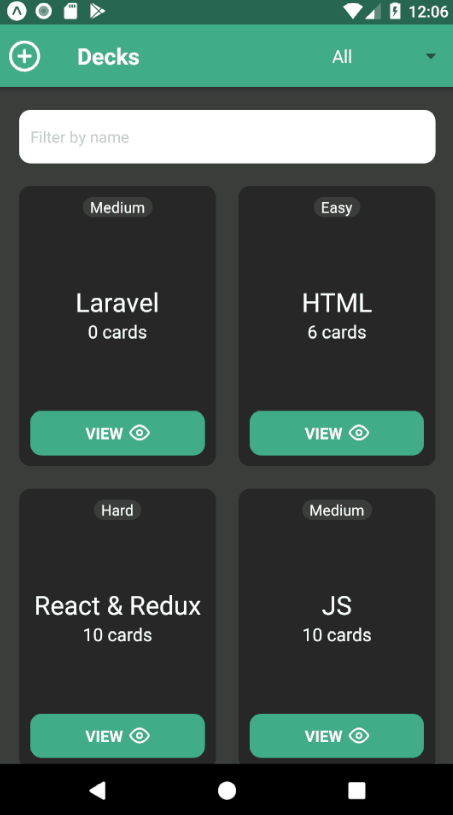 12:06
Decks
All
Filter by name
Medium
Laravel
0 cards
VIEW
Easy
HTML
6 cards
VIEW
Hard
React & Redux
10 cards
VIEW
Medium
JS
10 cards
VIEW